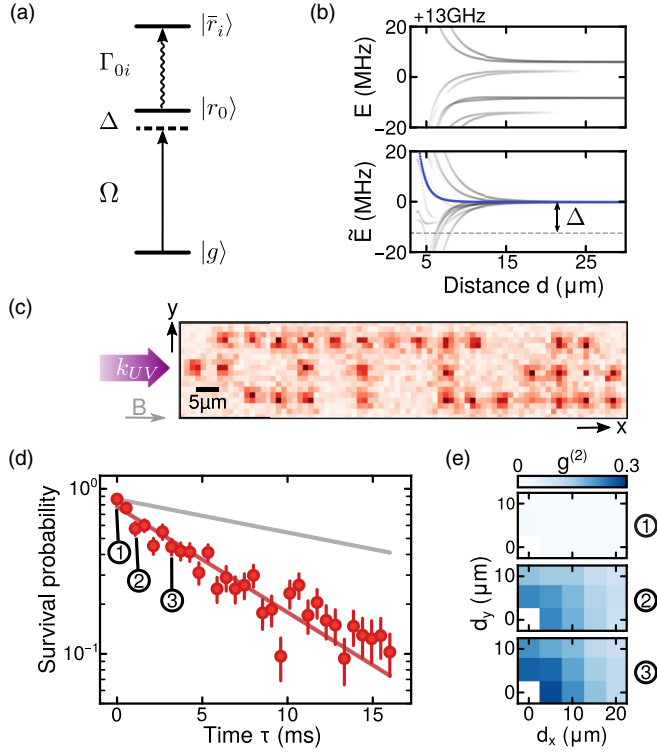 (a)
|r̄ᵢ⟩
Γ₀ᵢ
|r₀⟩
Δ
Ω
|g⟩
(b)
+13GHz
20
0
−20
E (MHz)
20
0
−20
Ẽ (MHz)
Δ
5 15 25
Distance d (μm)
(c)
y
k_UV
B
5μm
x
(d)
10⁰
10⁻¹
Survival probability
1
2
3
0 5 10 15
Time τ (ms)
(e)
g⁽²⁾
0 0.3
10
0
1
10
0
2
10
0
3
d_y (μm)
0 10 20
d_x (μm)